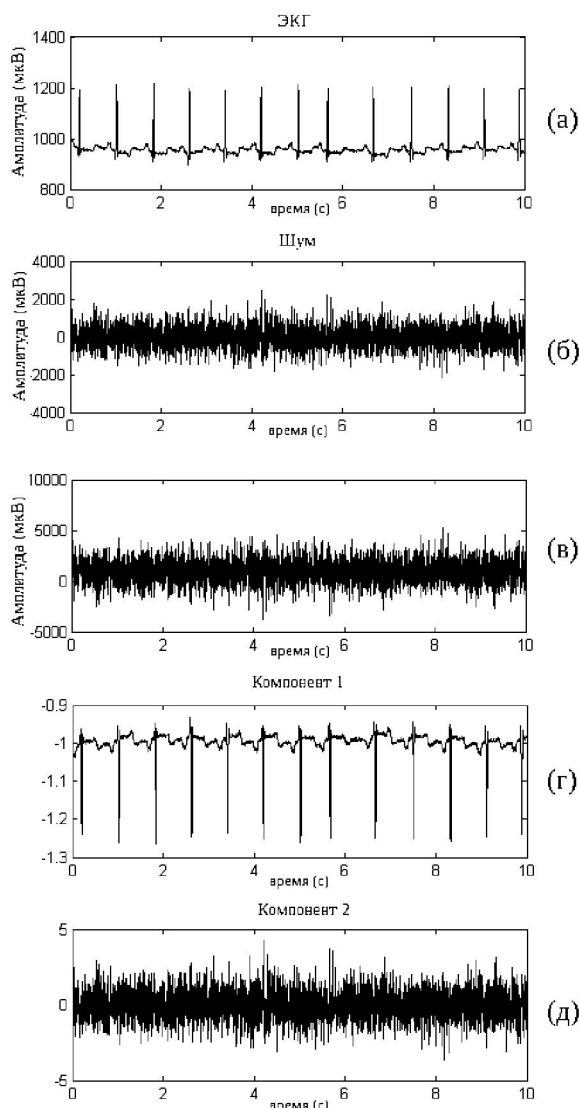 ЭКГ
Амплитуда (мкВ)
1400
1200
1000
800
0 2 4 6 8 10
время (с)
(а)
Шум
Амплитуда (мкВ)
4000
2000
0
-2000
-4000
0 2 4 6 8 10
время (с)
(б)
Амплитуда (мкВ)
10000
5000
0
-5000
0 2 4 6 8 10
время (с)
(в)
Компонент 1
-0.9
-1
-1.1
-1.2
-1.3
0 2 4 6 8 10
время (с)
(г)
Компонент 2
5
0
-5
0 2 4 6 8 10
время (с)
(д)